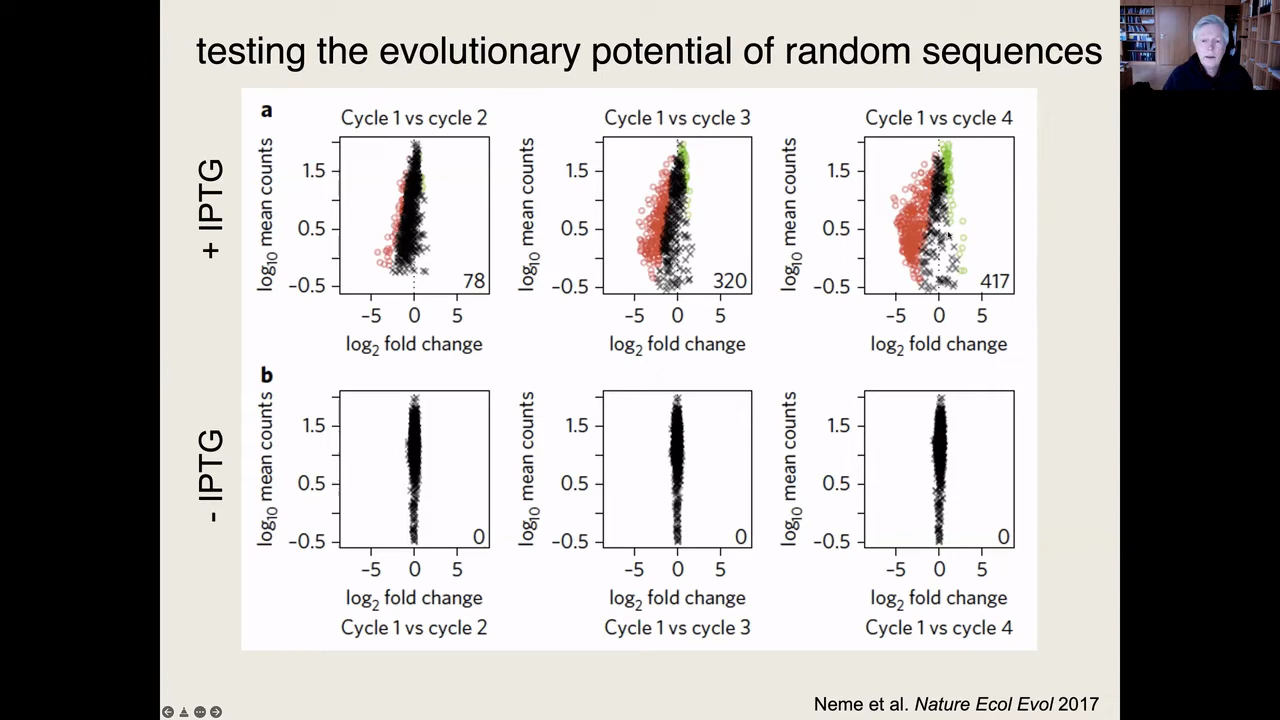 testing the evolutionary potential of random sequences
+ IPTG
a
Cycle 1 vs cycle 2
log10 mean counts
1.5
0.5
−0.5
78
−5 0 5
log2 fold change
Cycle 1 vs cycle 3
log10 mean counts
1.5
0.5
−0.5
320
−5 0 5
log2 fold change
Cycle 1 vs cycle 4
log10 mean counts
1.5
0.5
−0.5
417
−5 0 5
log2 fold change
- IPTG
b
log10 mean counts
1.5
0.5
−0.5
0
−5 0 5
log2 fold change
Cycle 1 vs cycle 2
log10 mean counts
1.5
0.5
−0.5
0
−5 0 5
log2 fold change
Cycle 1 vs cycle 3
log10 mean counts
1.5
0.5
−0.5
0
−5 0 5
log2 fold change
Cycle 1 vs cycle 4
Neme et al. Nature Ecol Evol 2017